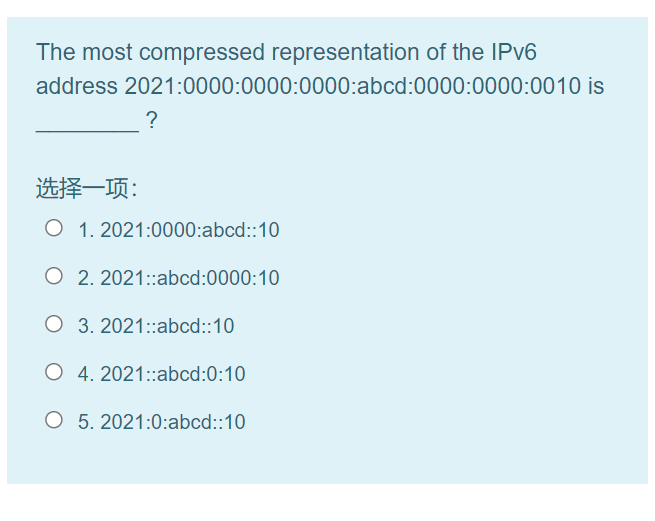 The most compressed representation of the IPv6
address 2021:0000:0000:0000:abcd:0000:0000:0010 is
_________ ?
选择一项:
1. 2021:0000:abcd::10
2. 2021::abcd:0000:10
3. 2021::abcd::10
4. 2021::abcd:0:10
5. 2021:0:abcd::10